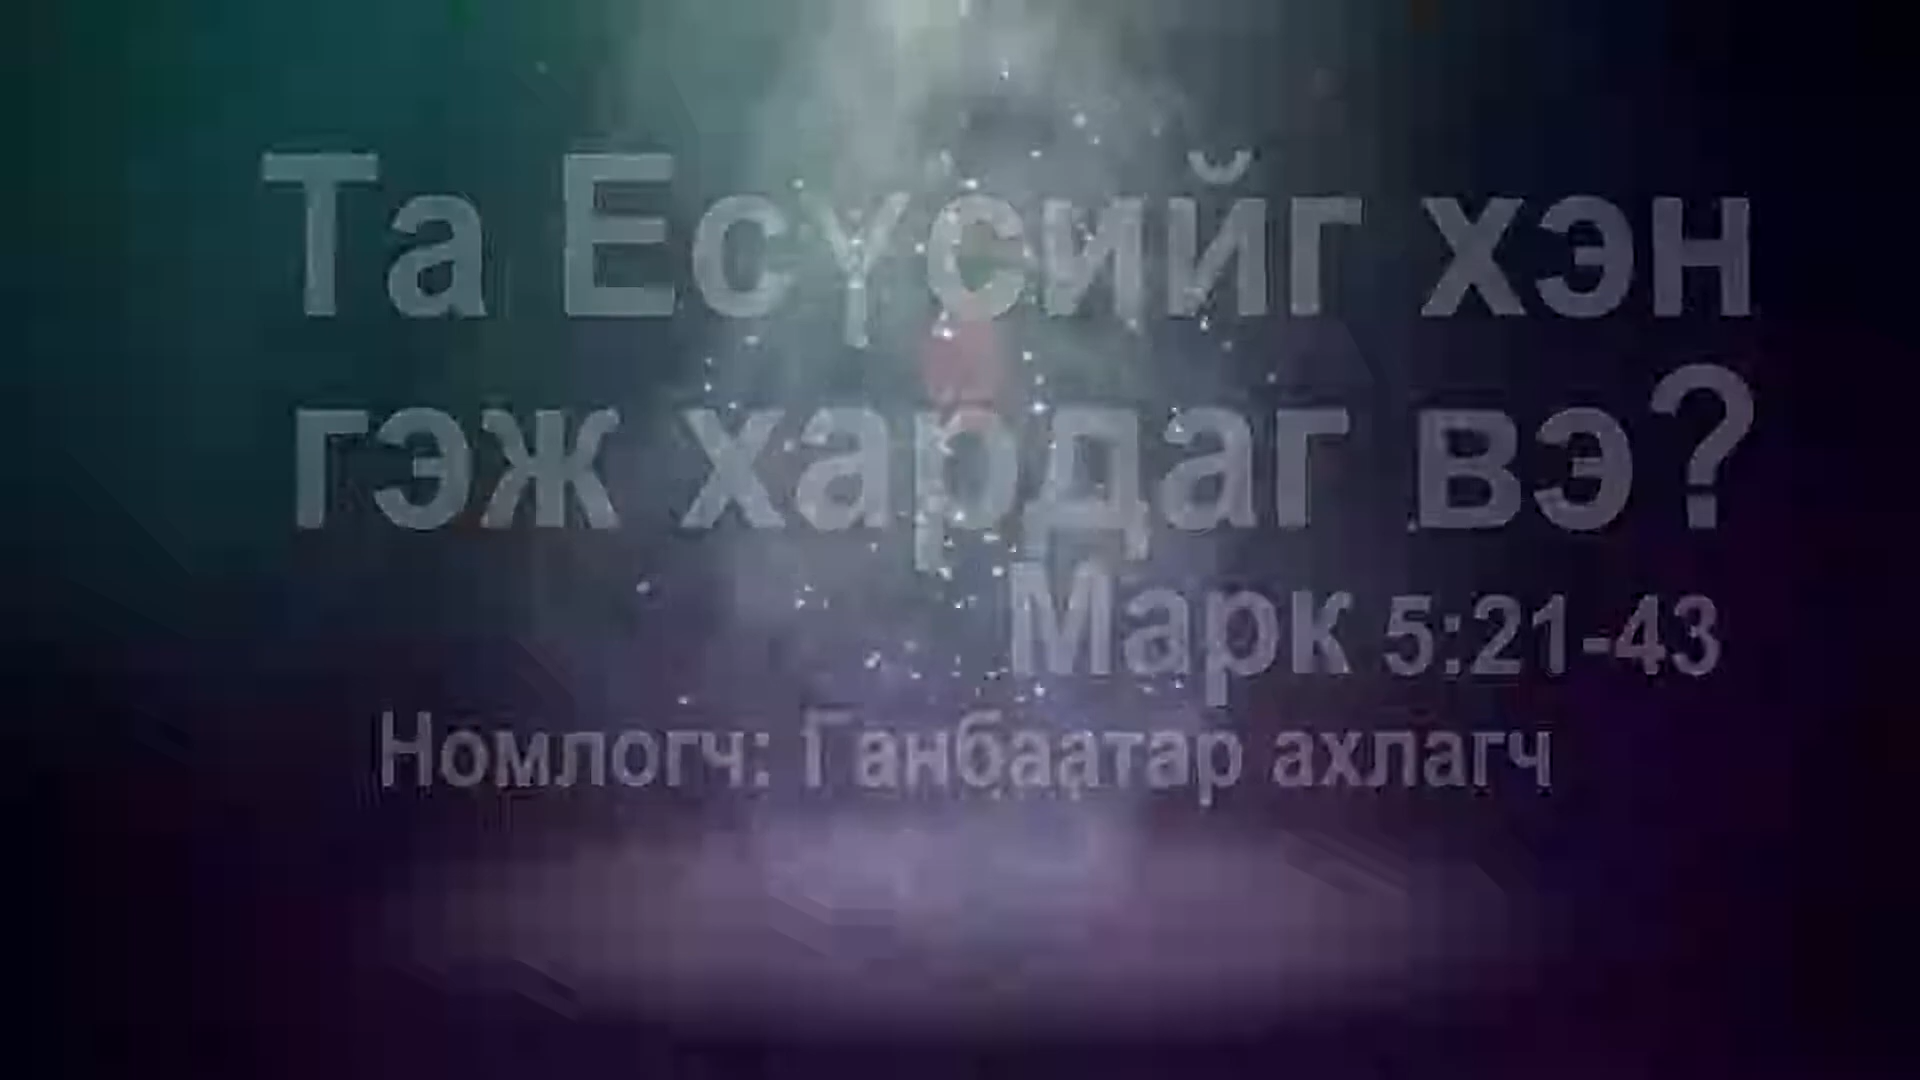 Та Есүсийг хэн
гэж хардаг вэ?
Марк 5:21-43
Номлогч: Ганбаатар ахлагч